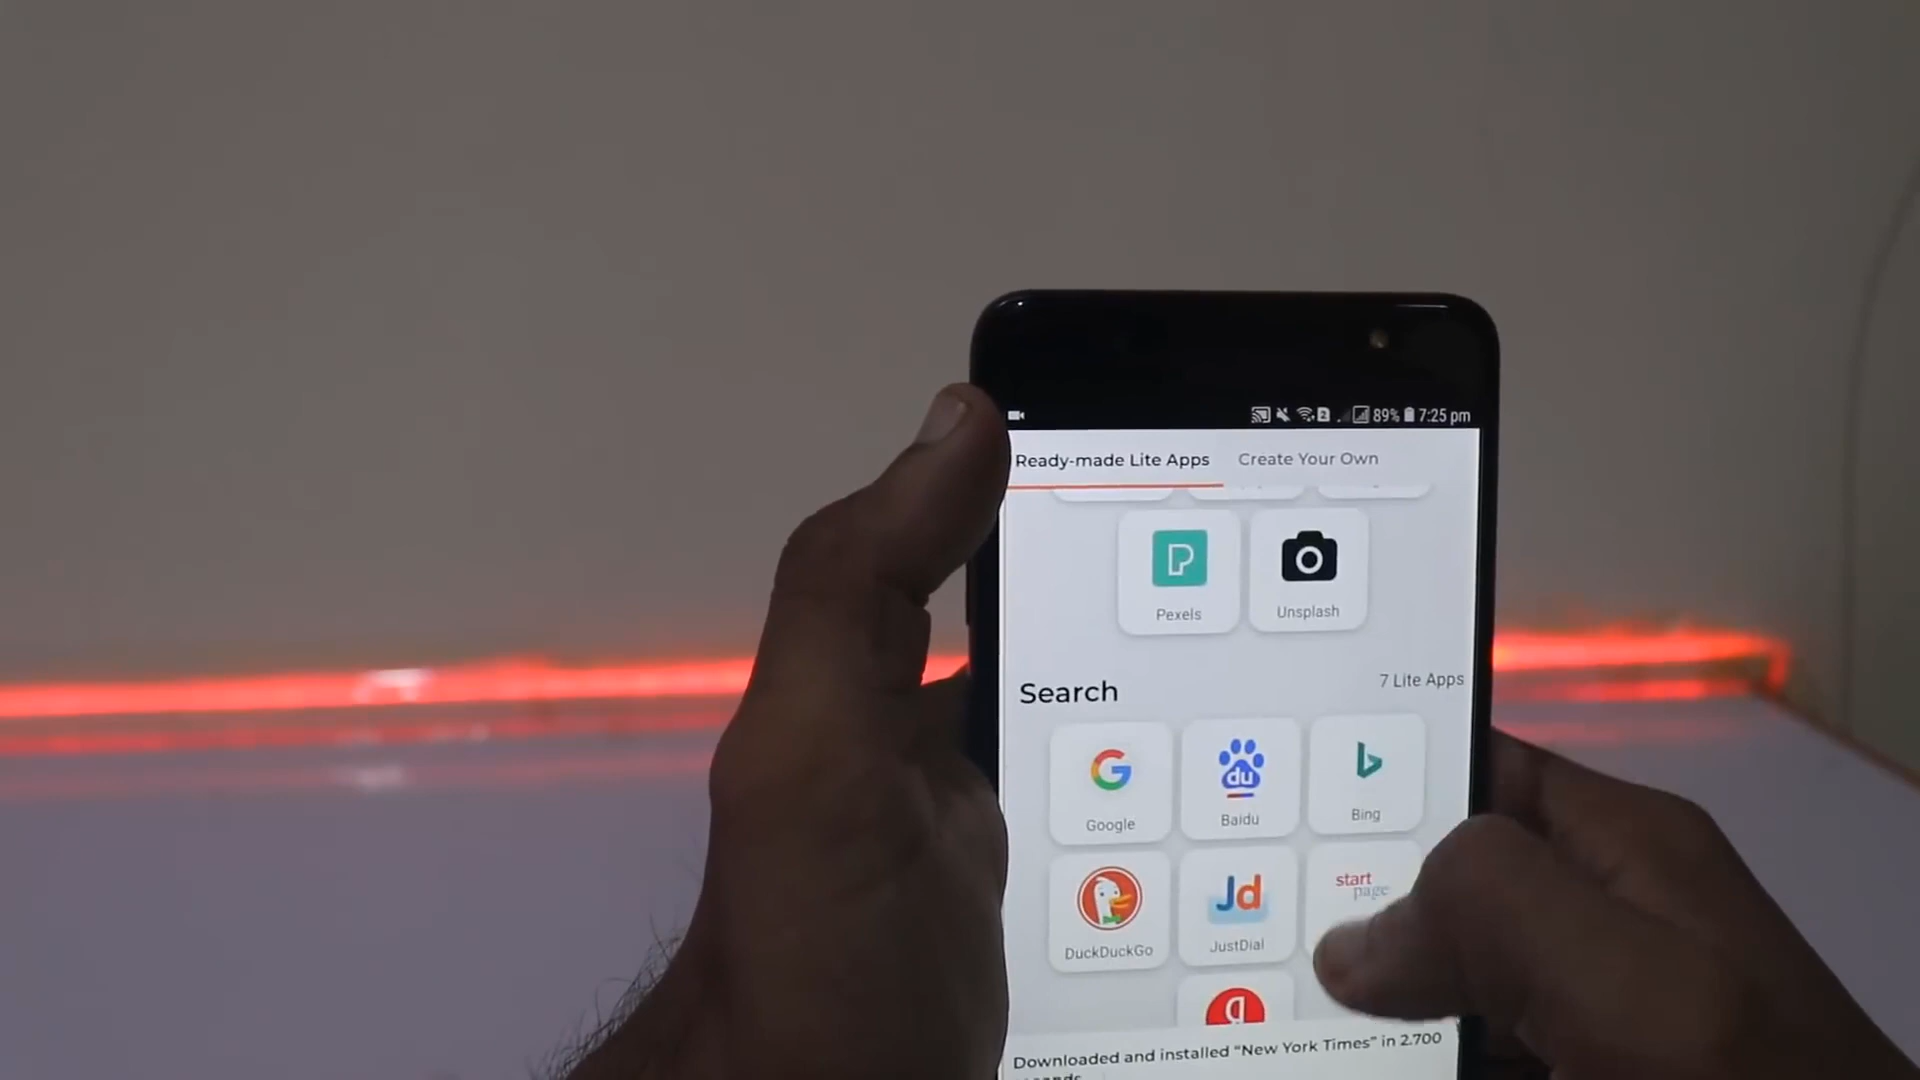 89% 7:25 pm
Ready-made Lite Apps Create Your Own
Pexels Unsplash
Search 7 Lite Apps
du
Google Baidu Bing
Jd
start
page
DuckDuckGo JustDial
Downloaded and installed “New York Times” in 2.700